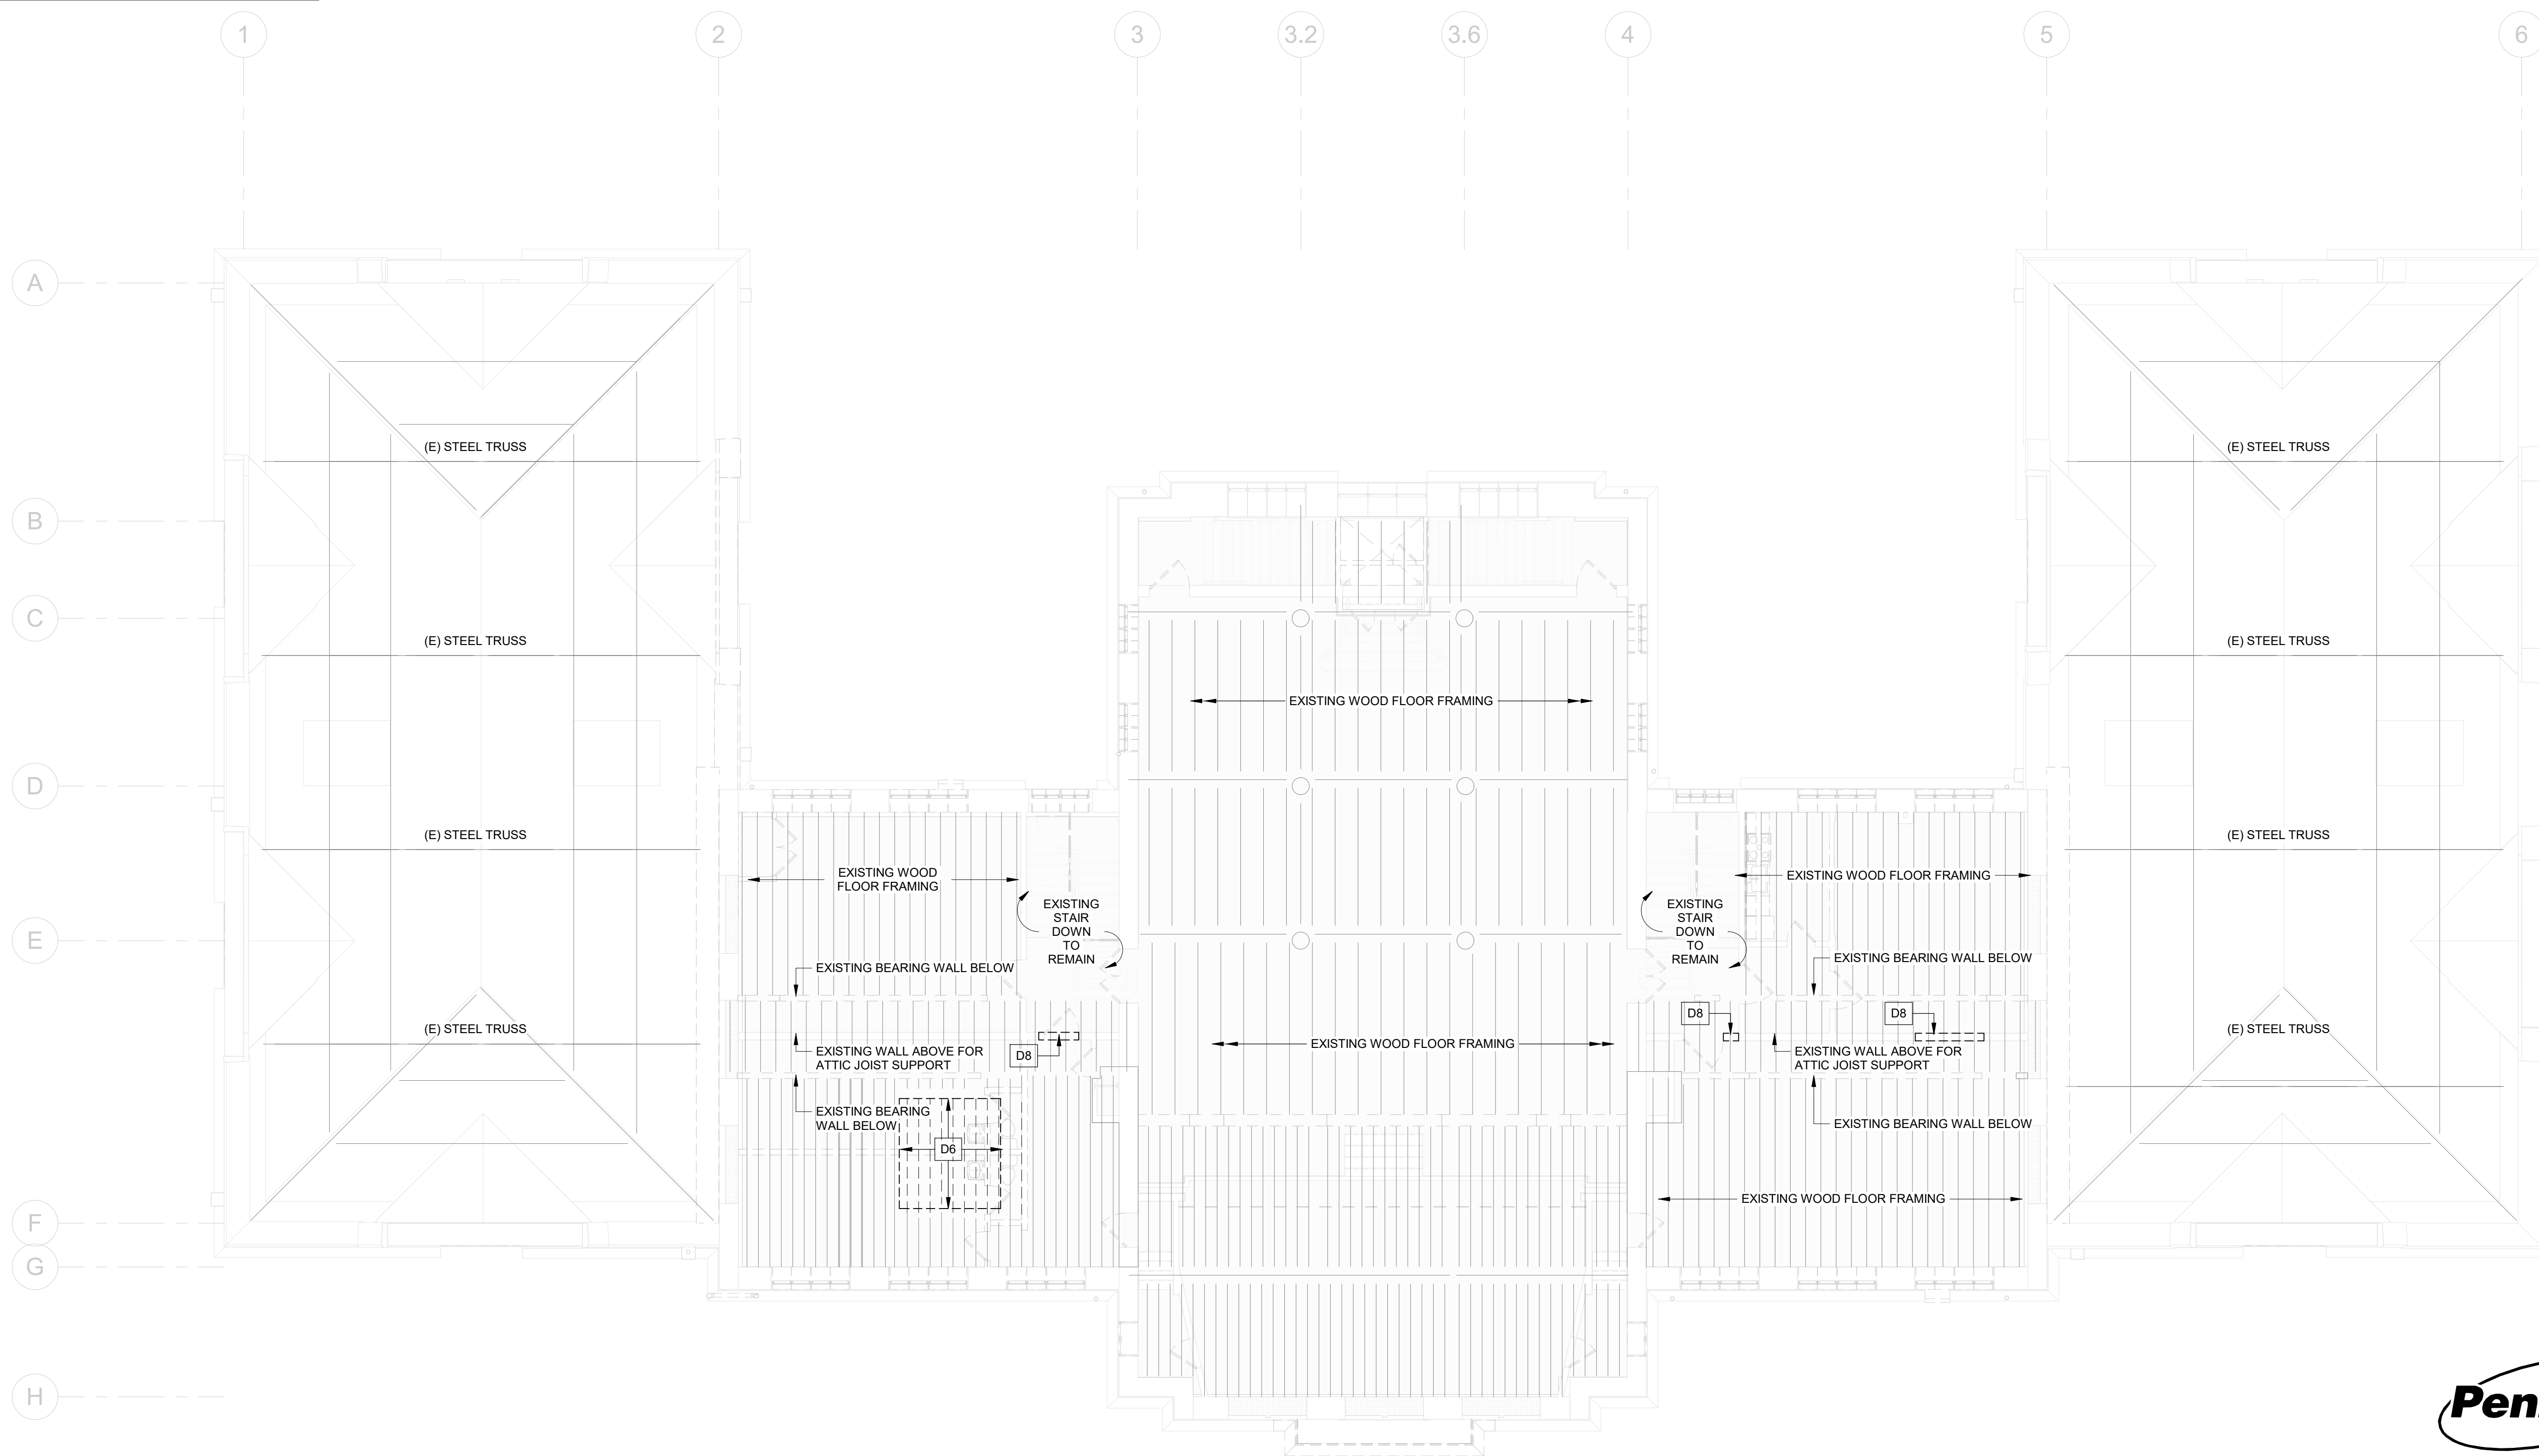 1
2
3
3.2
3.6
4
5
6
A
B
C
D
E
F
G
H
(E) STEEL TRUSS
(E) STEEL TRUSS
(E) STEEL TRUSS
(E) STEEL TRUSS
EXISTING WOOD
FLOOR FRAMING
EXISTING
STAIR
DOWN
TO
REMAIN
EXISTING BEARING WALL BELOW
EXISTING WALL ABOVE FOR
ATTIC JOIST SUPPORT
D8
EXISTING BEARING
WALL BELOW
D6
EXISTING WOOD FLOOR FRAMING
EXISTING WOOD FLOOR FRAMING
EXISTING
STAIR
DOWN
TO
REMAIN
EXISTING WOOD FLOOR FRAMING
EXISTING BEARING WALL BELOW
D8
D8
EXISTING WALL ABOVE FOR
ATTIC JOIST SUPPORT
EXISTING BEARING WALL BELOW
EXISTING WOOD FLOOR FRAMING
(E) STEEL TRUSS
(E) STEEL TRUSS
(E) STEEL TRUSS
(E) STEEL TRUSS